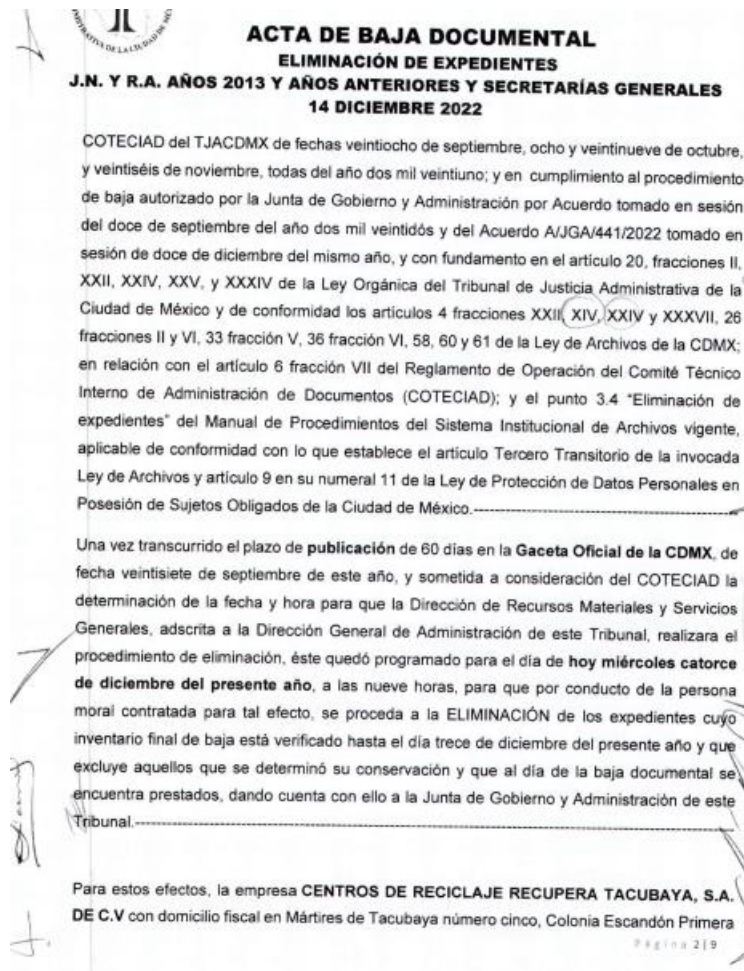 ADMINISTRATIVA DE LA CIUDAD DE MÉX
ACTA DE BAJA DOCUMENTAL
ELIMINACIÓN DE EXPEDIENTES
J.N. Y R.A. AÑOS 2013 Y AÑOS ANTERIORES Y SECRETARÍAS GENERALES
14 DICIEMBRE 2022
COTECIAD del TJACDMX de fechas veintiocho de septiembre, ocho y veintinueve de octubre,
y veintiséis de noviembre, todas del año dos mil veintiuno; y en cumplimiento al procedimiento
de baja autorizado por la Junta de Gobierno y Administración por Acuerdo tomado en sesión
del doce de septiembre del año dos mil veintidós y del Acuerdo A/JGA/441/2022 tomado en
sesión de doce de diciembre del mismo año, y con fundamento en el artículo 20, fracciones II,
XXII, XXIV, XXV, y XXXIV de la Ley Orgánica del Tribunal de Justicia Administrativa de la
Ciudad de México y de conformidad los artículos 4 fracciones XXII, XIV, XXIV y XXXVII, 26
fracciones II y VI, 33 fracción V, 36 fracción VI, 58, 60 y 61 de la Ley de Archivos de la CDMX;
en relación con el artículo 6 fracción VII del Reglamento de Operación del Comité Técnico
Interno de Administración de Documentos (COTECIAD); y el punto 3.4 “Eliminación de
expedientes” del Manual de Procedimientos del Sistema Institucional de Archivos vigente,
aplicable de conformidad con lo que establece el artículo Tercero Transitorio de la invocada
Ley de Archivos y artículo 9 en su numeral 11 de la Ley de Protección de Datos Personales en
Posesión de Sujetos Obligados de la Ciudad de México.---------------------------------------------
Una vez transcurrido el plazo de publicación de 60 días en la Gaceta Oficial de la CDMX, de
fecha veintisiete de septiembre de este año, y sometida a consideración del COTECIAD la
determinación de la fecha y hora para que la Dirección de Recursos Materiales y Servicios
Generales, adscrita a la Dirección General de Administración de este Tribunal, realizara el
procedimiento de eliminación, éste quedó programado para el día de hoy miércoles catorce
de diciembre del presente año, a las nueve horas, para que por conducto de la persona
moral contratada para tal efecto, se proceda a la ELIMINACIÓN de los expedientes cuyo
inventario final de baja está verificado hasta el día trece de diciembre del presente año y que
excluye aquellos que se determinó su conservación y que al día de la baja documental se
encuentra prestados, dando cuenta con ello a la Junta de Gobierno y Administración de este
Tribunal.----------------------------------------------------------------------------------------------------
Para estos efectos, la empresa CENTROS DE RECICLAJE RECUPERA TACUBAYA, S.A.
DE C.V con domicilio fiscal en Mártires de Tacubaya número cinco, Colonia Escandón Primera
Página 2|9